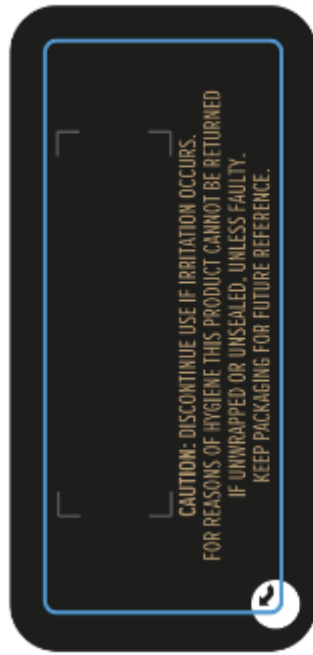 CAUTION: DISCONTINUE USE IF IRRITATION OCCURS.
FOR REASONS OF HYGIENE THIS PRODUCT CANNOT BE RETURNED
IF UNWRAPPED OR UNSEALED, UNLESS FAULTY.
KEEP PACKAGING FOR FUTURE REFERENCE.